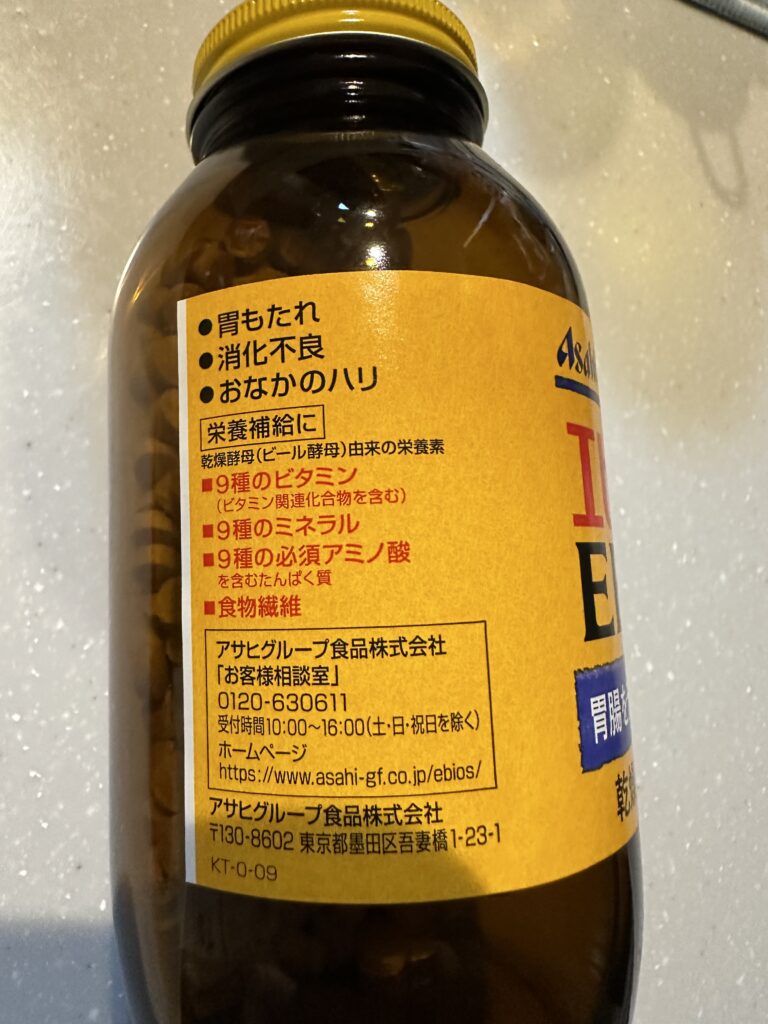 ●胃もたれ
●消化不良
●おなかのハリ
栄養補給に
乾燥酵母(ビール酵母)由来の栄養素
■9種のビタミン
(ビタミン関連化合物を含む)
■9種のミネラル
■9種の必須アミノ酸
を含むたんぱく質
■食物繊維
アサヒグループ食品株式会社
「お客様相談室」
0120-630611
受付時間10:00~16:00(土・日・祝日を除く)
ホームページ
https://www.asahi-gf.co.jp/ebios/
アサヒグループ食品株式会社
〒130-8602 東京都墨田区吾妻橋1-23-1
KT-0-09
Asahi
胃腸を